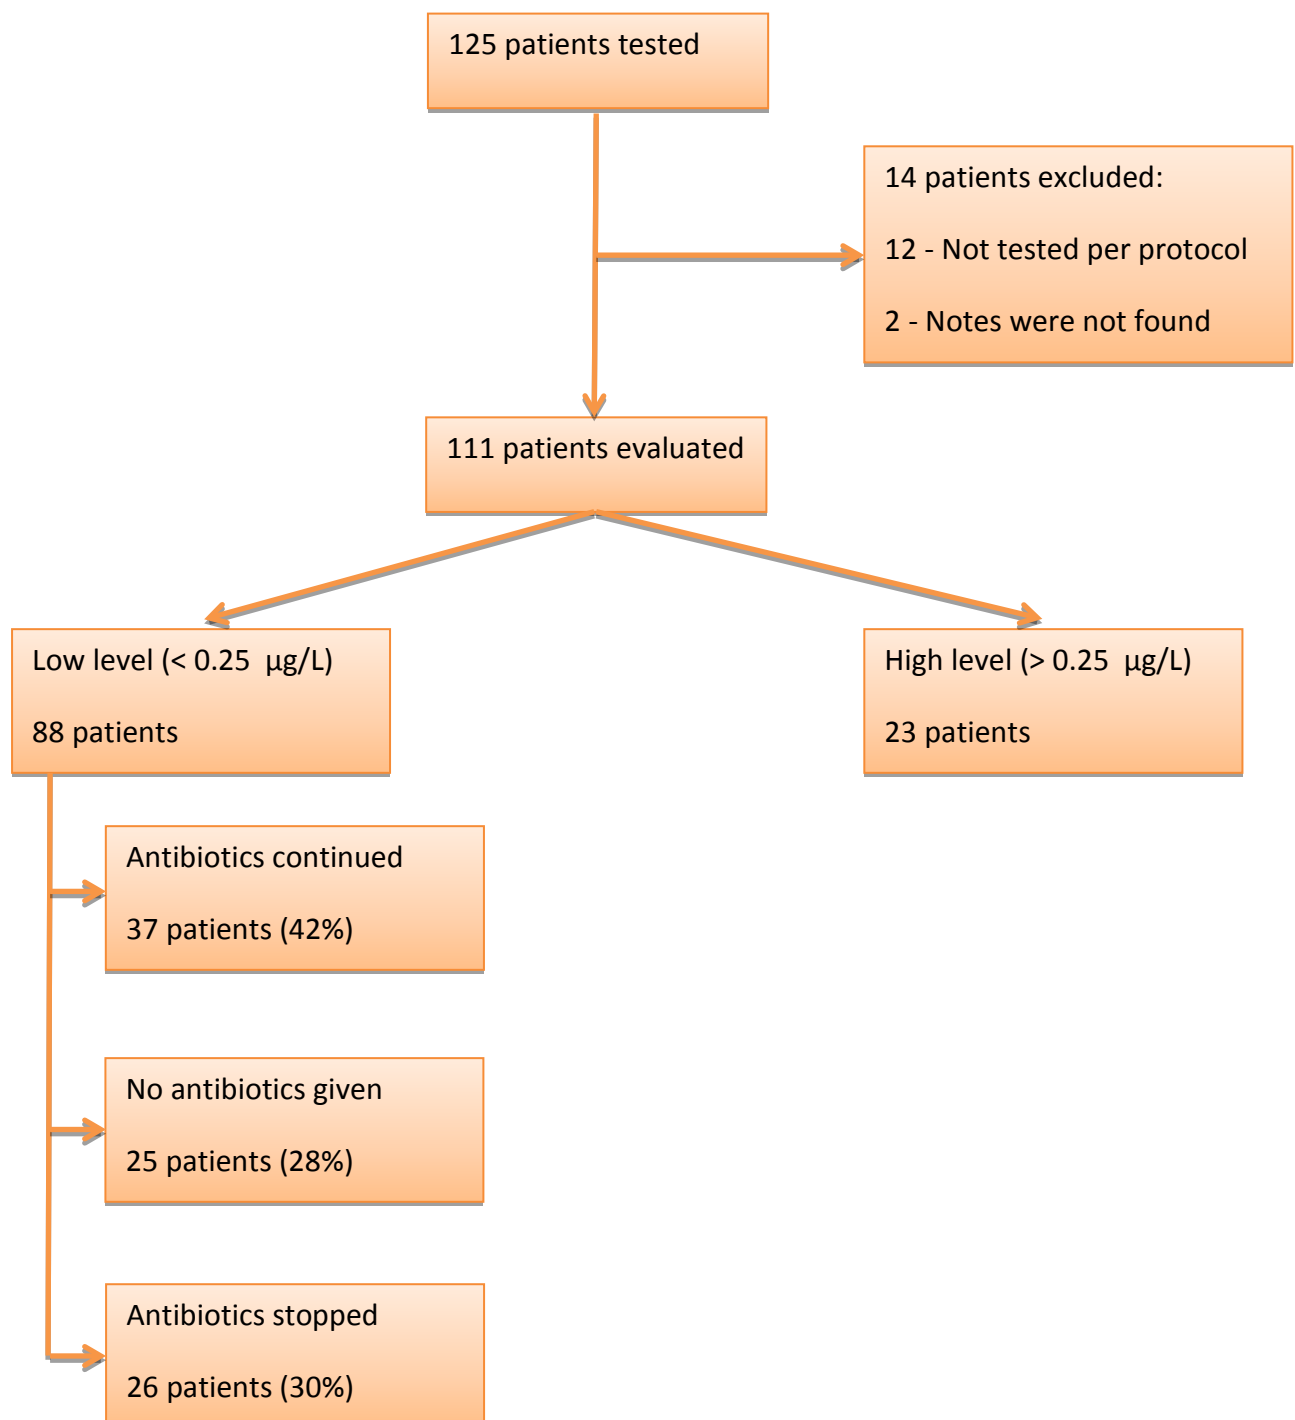 125 patients tested
14 patients excluded:
12 - Not tested per protocol
2 - Notes were not found
111 patients evaluated
Low level (< 0.25  µg/L)
88 patients
High level (> 0.25  µg/L)
23 patients
Antibiotics continued
37 patients (42%)
No antibiotics given
25 patients (28%)
Antibiotics stopped
26 patients (30%)